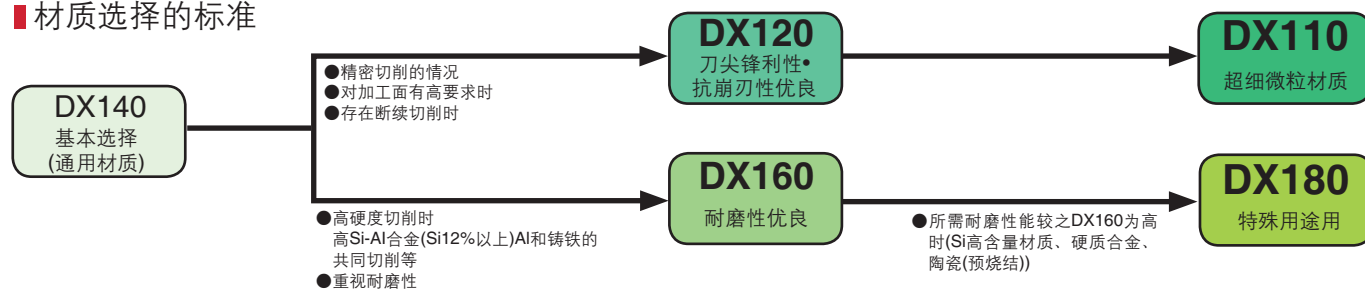 材质选择的标准
DX140
基本选择
(通用材质)
●精密切削的情况
●对加工面有高要求时
●存在断续切削时
DX120
刀尖锋利性•
抗崩刃性优良
DX110
超细微粒材质
●高硬度切削时
高Si-Al合金(Si12%以上)Al和铸铁的
共同切削等
●重视耐磨性
DX160
耐磨性优良
●所需耐磨性能较之DX160为高
时(Si高含量材质、硬质合金、
陶瓷(预烧结))
DX180
特殊用途用